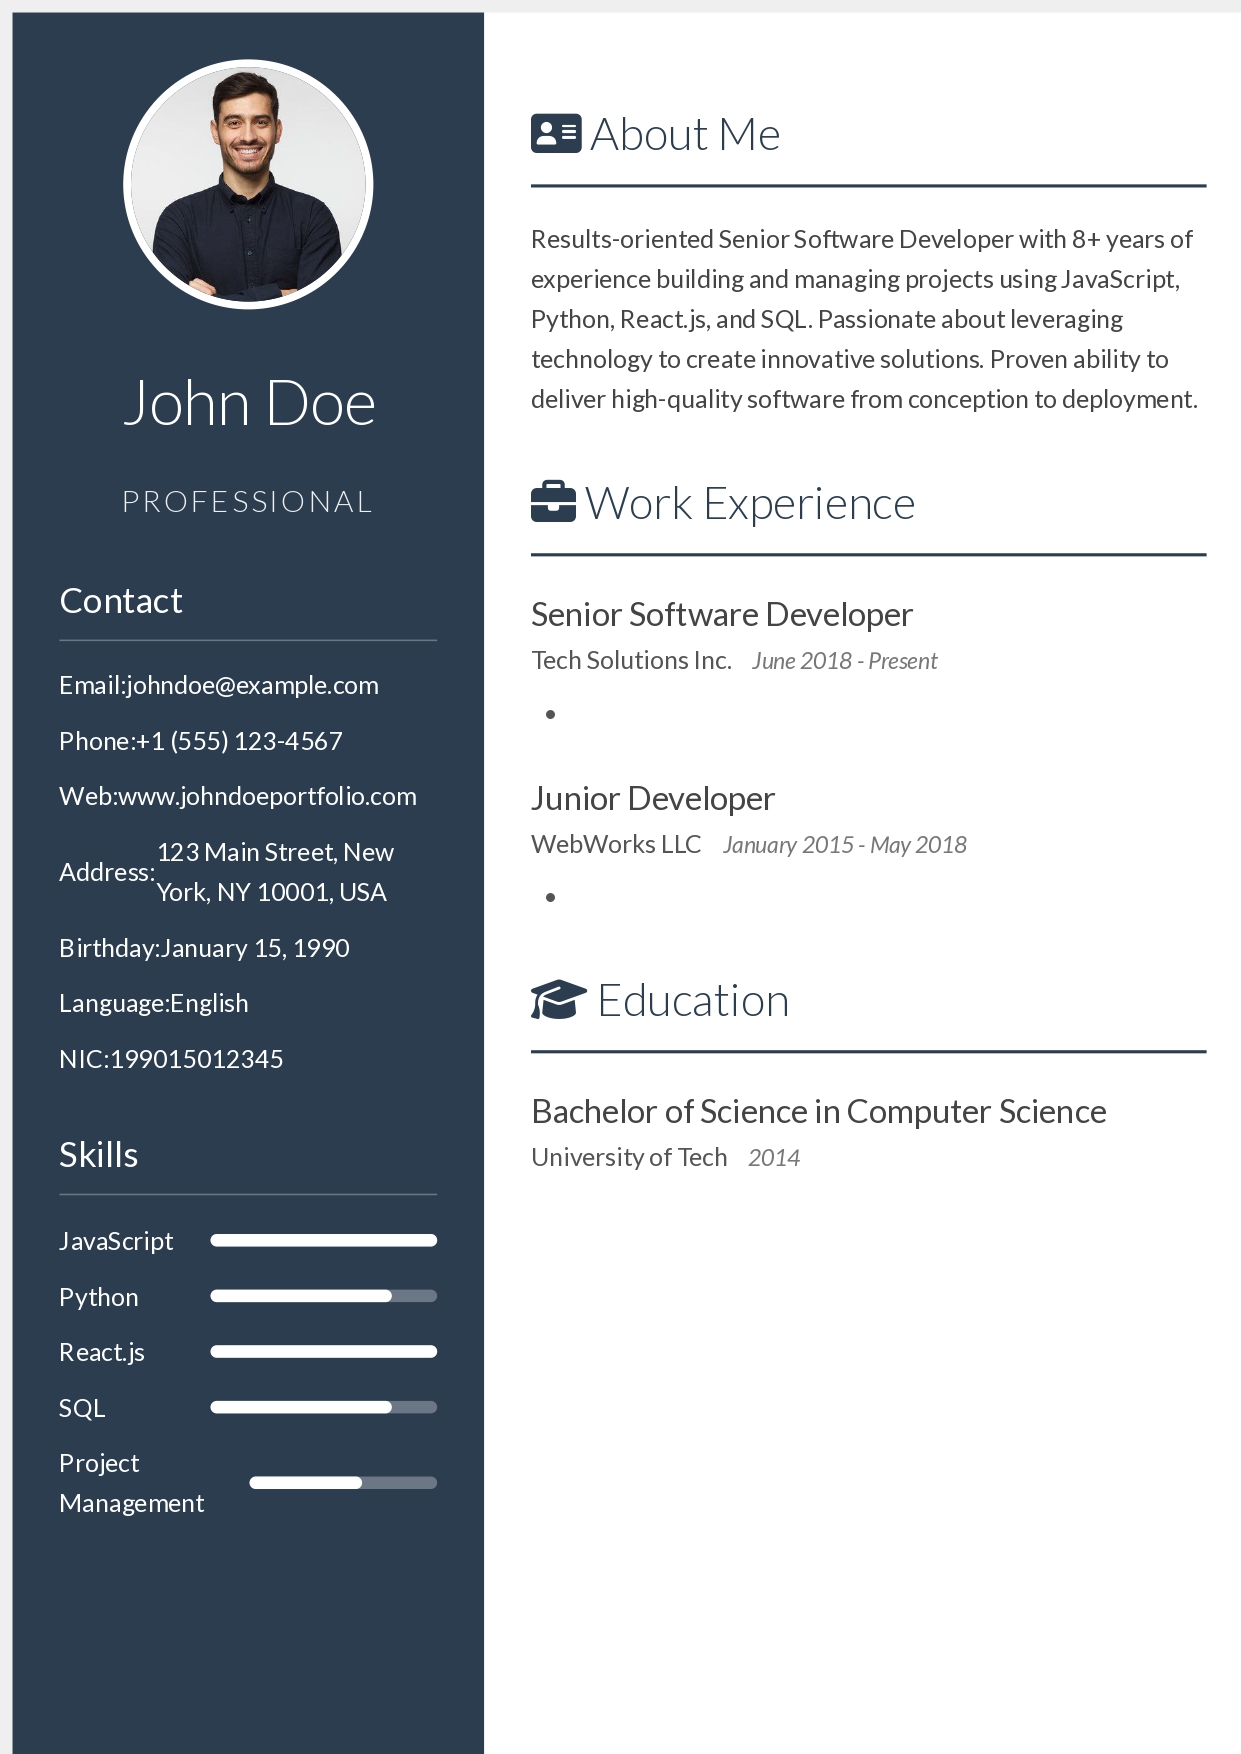 John Doe
PROFESSIONAL
Contact
Email:johndoe@example.com
Phone:+1 (555) 123-4567
Web:www.johndoeportfolio.com
Address:
123 Main Street, New
York, NY 10001, USA
Birthday:January 15, 1990
Language:English
NIC:199015012345
Skills
JavaScript
Python
React.js
SQL
Project
Management
About Me
Results-oriented Senior Software Developer with 8+ years of
experience building and managing projects using JavaScript,
Python, React.js, and SQL. Passionate about leveraging
technology to create innovative solutions. Proven ability to
deliver high-quality software from conception to deployment.
Work Experience
Senior Software Developer
Tech Solutions Inc. June 2018 - Present
•
Junior Developer
WebWorks LLC January 2015 - May 2018
•
Education
Bachelor of Science in Computer Science
University of Tech 2014